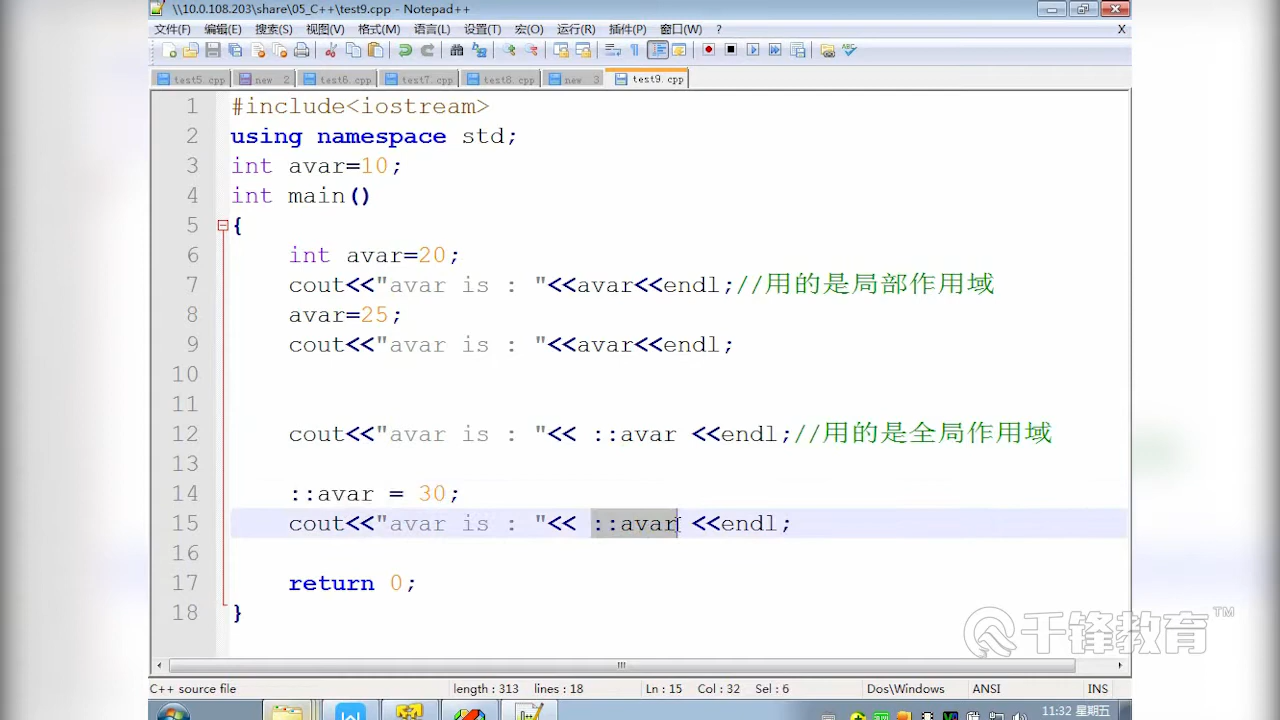 \\10.0.108.203\share\05_C++\test9.cpp - Notepad++
文件(F) 编辑(E) 搜索(S) 视图(V) 格式(M) 语言(L) 设置(T) 宏(O) 运行(R) 插件(P) 窗口(W) ? X
test5.cpp new 2 test6.cpp test7.cpp test8.cpp new 3 test9.cpp
1 #include<iostream>
2 using namespace std;
3 int avar=10;
4 int main()
5 {
6 int avar=20;
7 cout<<"avar is : "<<avar<<endl;//用的是局部作用域
8 avar=25;
9 cout<<"avar is : "<<avar<<endl;
10
11
12 cout<<"avar is : "<< ::avar <<endl;//用的是全局作用域
13
14 ::avar = 30;
15 cout<<"avar is : "<< ::avar <<endl;
16
17 return 0;
18 }
千锋教育™
C++ source file length : 313 lines : 18 Ln : 15 Col : 32 Sel : 6 Dos\Windows ANSI INS
11:32 星期五